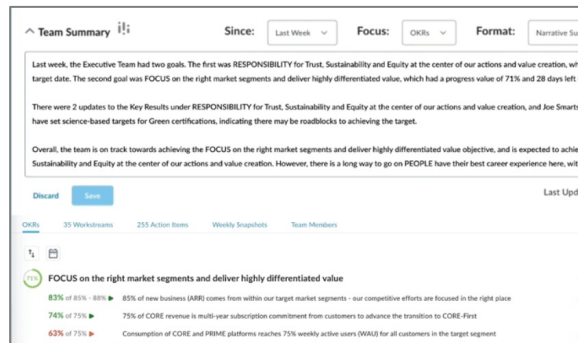 Team Summary
Since: Last Week Focus: OKRs Format: Narrative Su
Last week, the Executive Team had two goals. The first was RESPONSIBILITY for Trust, Sustainability and Equity at the center of our actions and value creation, wh
target date. The second goal was FOCUS on the right market segments and deliver highly differentiated value, which had a progress value of 71% and 28 days left
There were 2 updates to the Key Results under RESPONSIBILITY for Trust, Sustainability and Equity at the center of our actions and value creation, and Joe Smart
have set science-based targets for Green certifications, indicating there may be roadblocks to achieving the target.
Overall, the team is on track towards achieving the FOCUS on the right market segments and deliver highly differentiated value objective, and is expected to achie
Sustainability and Equity at the center of our actions and value creation. However, there is a long way to go on PEOPLE have their best career experience here, wit
Discard Save Last Upd
OKRs 35 Workstreams 255 Action Items Weekly Snapshots Team Members
71% FOCUS on the right market segments and deliver highly differentiated value
83% of 85% - 88% 85% of new business (ARR) comes from within our target market segments - our competitive efforts are focused in the right place
74% of 75% 75% of CORE revenue is multi-year subscription commitment from customers to advance the transition to CORE-First
63% of 75% Consumption of CORE and PRIME platforms reaches 75% weekly active users (WAU) for all customers in the target segment